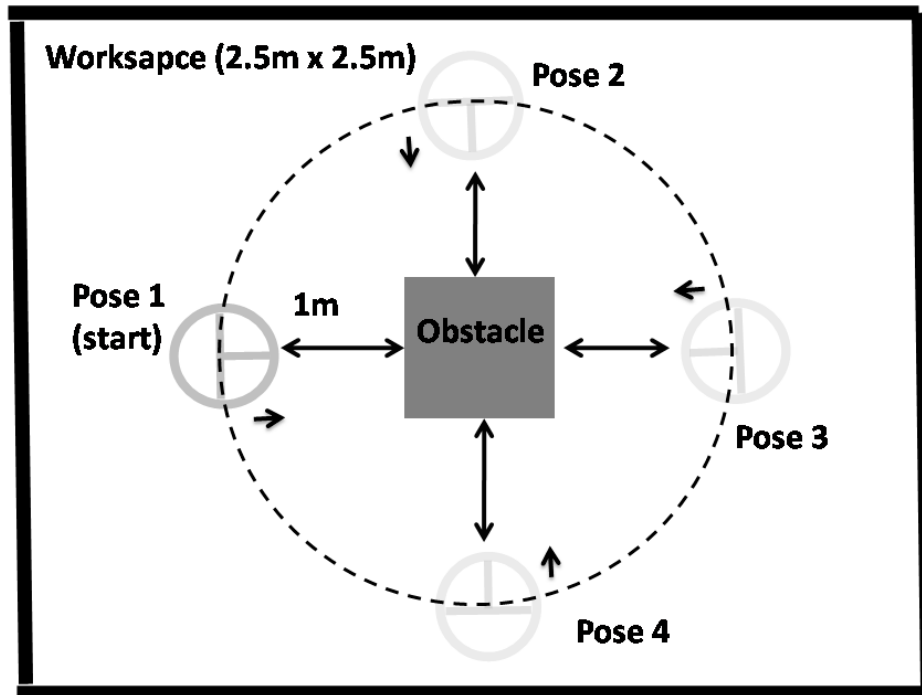 Worksapce (2.5m x 2.5m)
Pose 2
Pose 1
(start)
1m
Obstacle
Pose 3
Pose 4